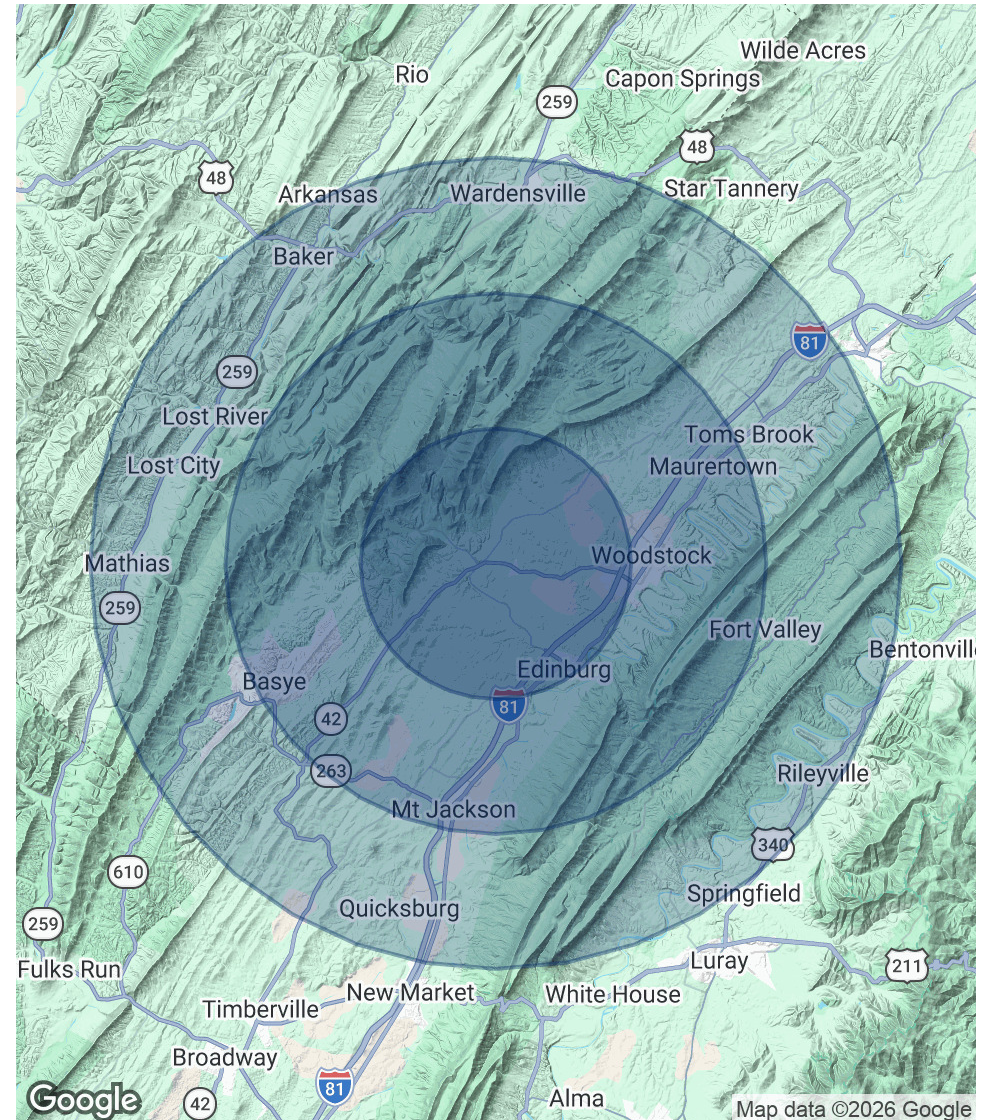 Wilde Acres
Rio
Capon Springs
259
48
48
Arkansas
Wardensville
Star Tannery
Baker
81
259
Lost River
Toms Brook
Lost City
Maurertown
Woodstock
Mathias
259
Fort Valley
Bentonvill
Edinburg
Basye
81
42
263
Rileyville
Mt Jackson
340
610
Springfield
Quicksburg
259
Luray
211
Fulks Run
New Market
White House
Timberville
Broadway
81
42
Alma
Google
Map data ©2026 Google